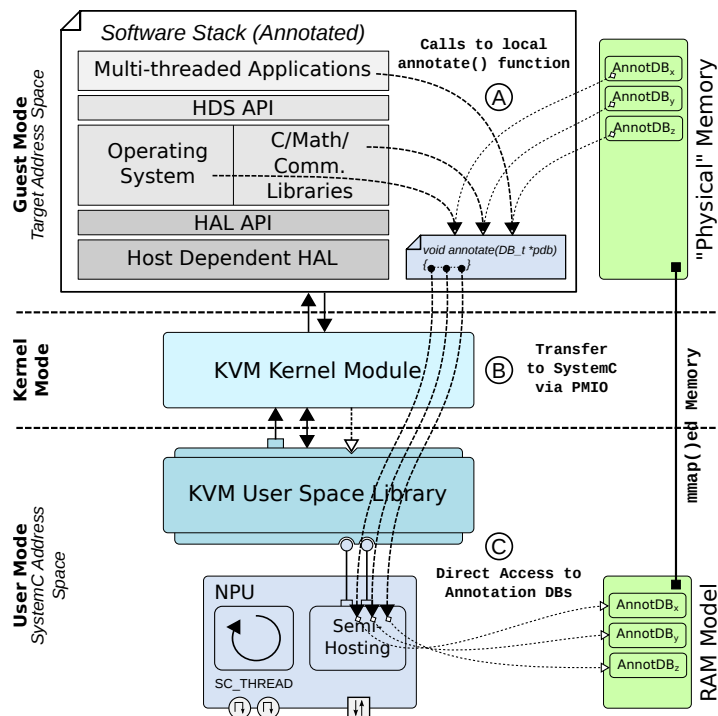 Software Stack (Annotated)
Multi-threaded Applications
HDS API
Operating
System
C/Math/
Comm.
Libraries
HAL API
Host Dependent HAL
Calls to local
annotate() function
A
void annotate(DB_t *pdb)
{ }
AnnotDBx
AnnotDBy
AnnotDBz
"Physical" Memory
Guest Mode
Target Address Space
Kernel
Mode
KVM Kernel Module
B
Transfer
to SystemC
via PMIO
mmap()ed Memory
User Mode
SystemC Address
Space
KVM User Space Library
C
Direct Access to
Annotation DBs
NPU
SC_THREAD
Semi-
Hosting
AnnotDBx
AnnotDBy
AnnotDBz
RAM Model